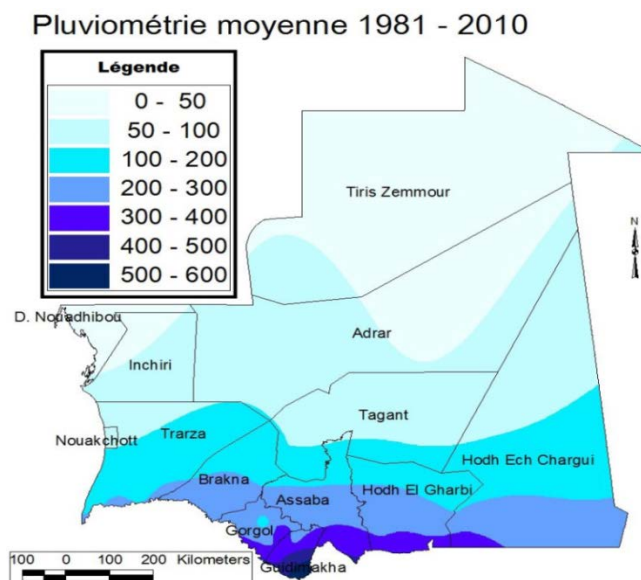 Pluviométrie moyenne 1981 - 2010
Légende
0 - 50
50 - 100
100 - 200
200 - 300
300 - 400
400 - 500
500 - 600
Tiris Zemmour
N
D. Nouadhibou
Adrar
Inchiri
Tagant
Nouakchott
Trarza
Hodh Ech Chargui
Brakna
Hodh El Gharbi
Assaba
Gorgol
Guidimakha
100 0 100 200 Kilometers